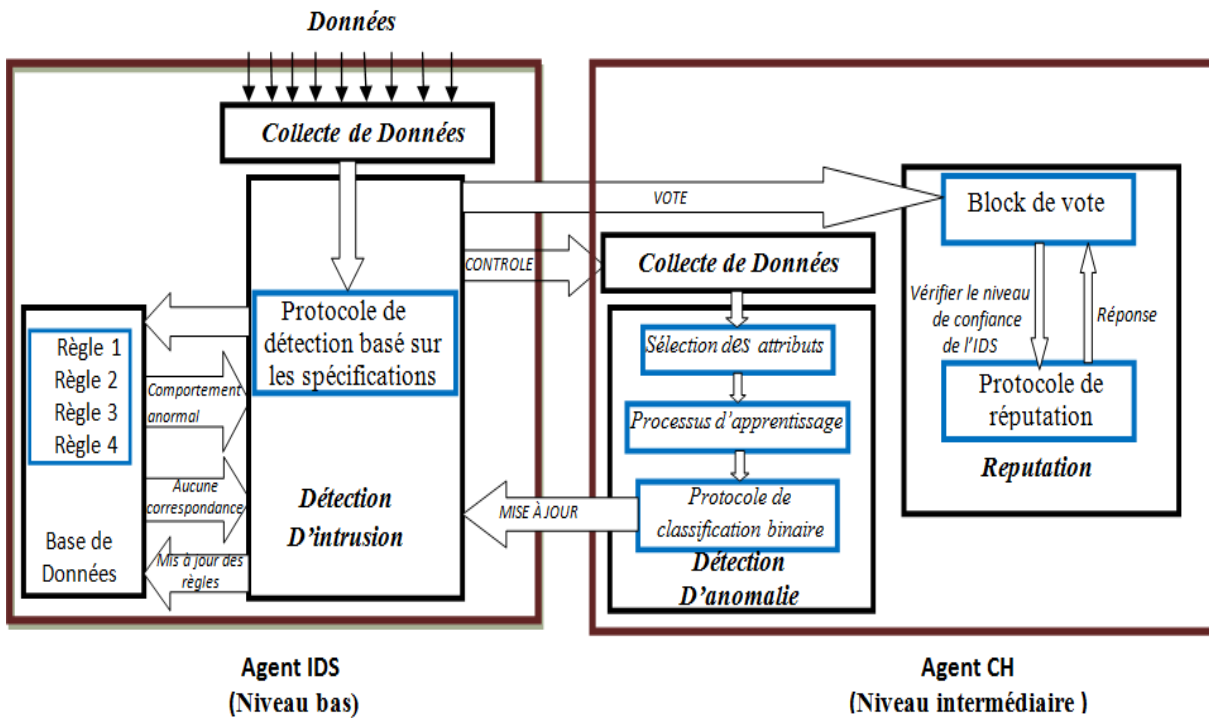 Données
Collecte de Données
Protocole de
détection basé sur
les spécifications
Détection
D'intrusion
Règle 1
Règle 2
Règle 3
Règle 4
Base de
Données
Comportement
anormal
Aucune
correspondance
Mis à jour des
règles
VOTE
CONTROLE
MISE À JOUR
Collecte de Données
Sélection des attributs
Processus d'apprentissage
Protocole de
classification binaire
Détection
D'anomalie
Block de vote
Vérifier le niveau
de confiance
de l'IDS
Réponse
Protocole de
réputation
Reputation
Agent IDS
(Niveau bas)
Agent CH
(Niveau intermédiaire )